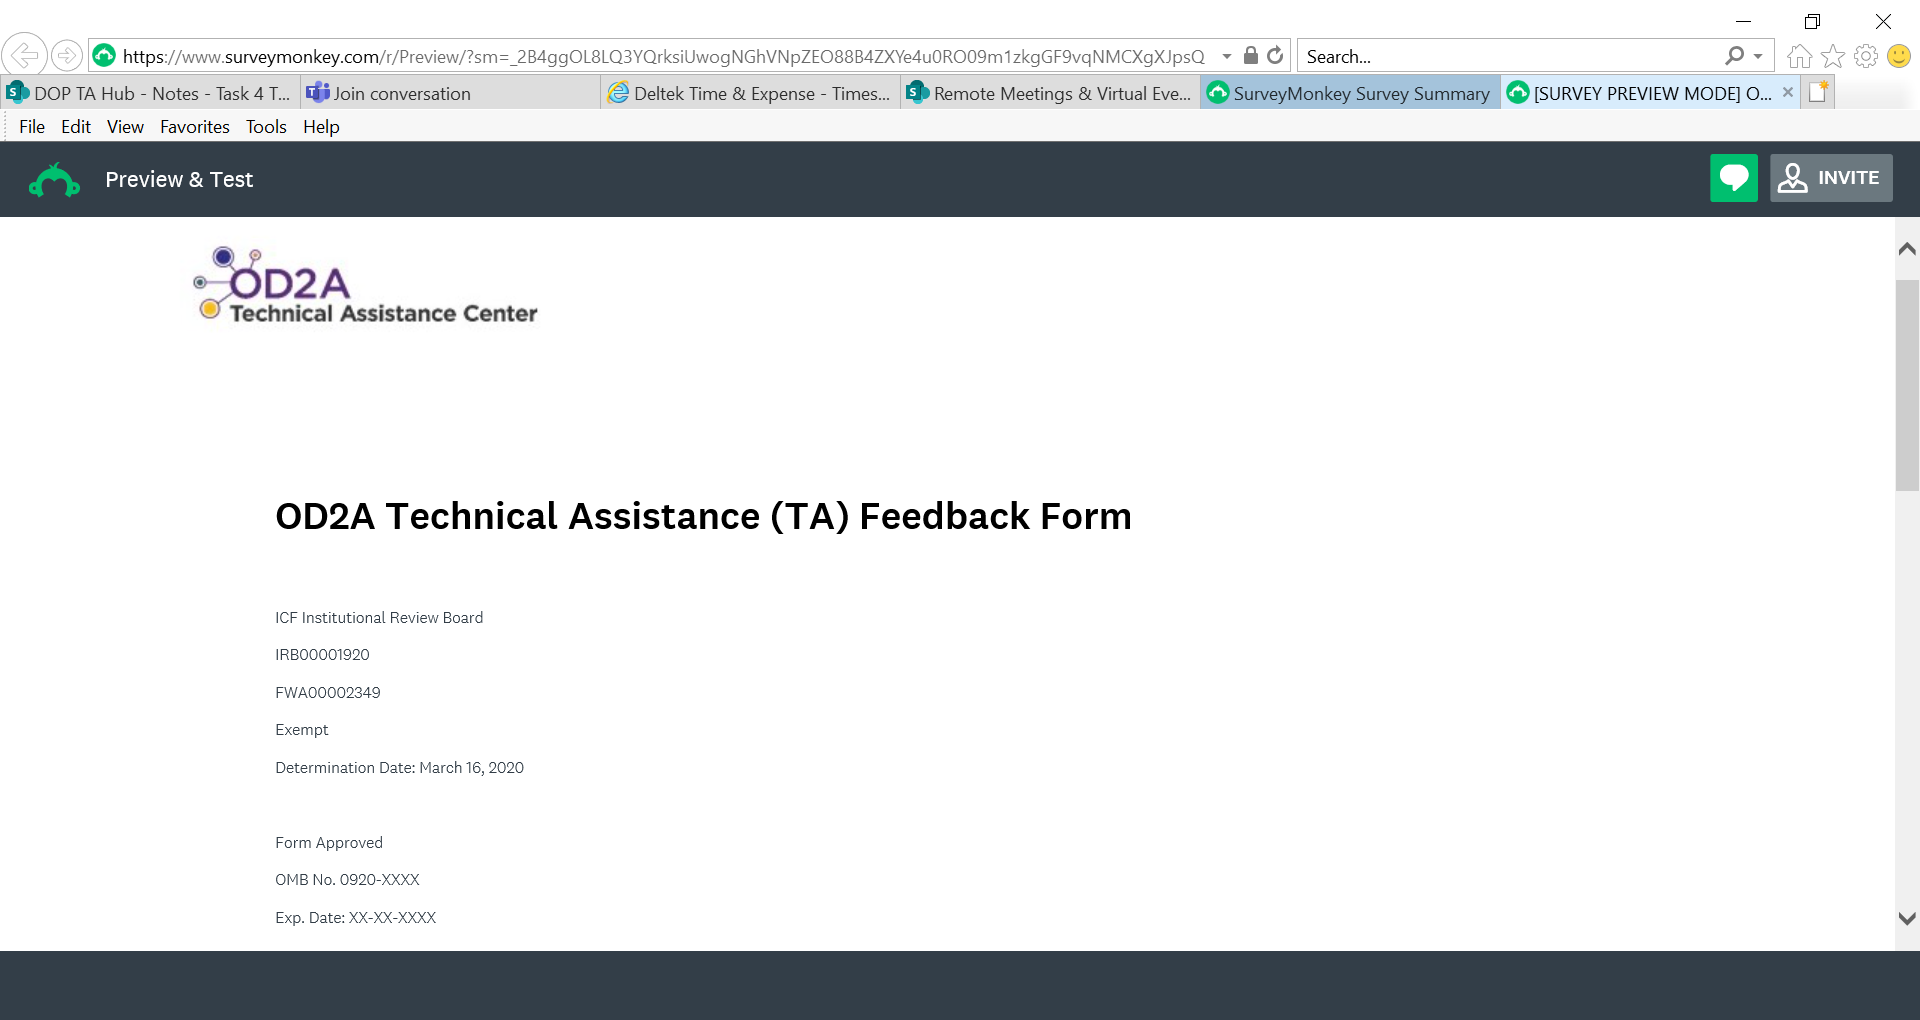 https://www.surveymonkey.com/r/Preview/?sm=_2B4ggOL8LQ3YQrksiUwogNGhVNpZEO88B4ZXYe4u0RO09m1zkgGF9vqNMCXgXJpsQ
Search...
DOP TA Hub - Notes - Task 4 T...
Join conversation
Deltek Time & Expense - Times...
Remote Meetings & Virtual Eve...
SurveyMonkey Survey Summary
[SURVEY PREVIEW MODE] O...
File Edit View Favorites Tools Help
Preview & Test
INVITE
OD2A
Technical Assistance Center
OD2A Technical Assistance (TA) Feedback Form
ICF Institutional Review Board
IRB00001920
FWA00002349
Exempt
Determination Date: March 16, 2020
Form Approved
OMB No. 0920-XXXX
Exp. Date: XX-XX-XXXX